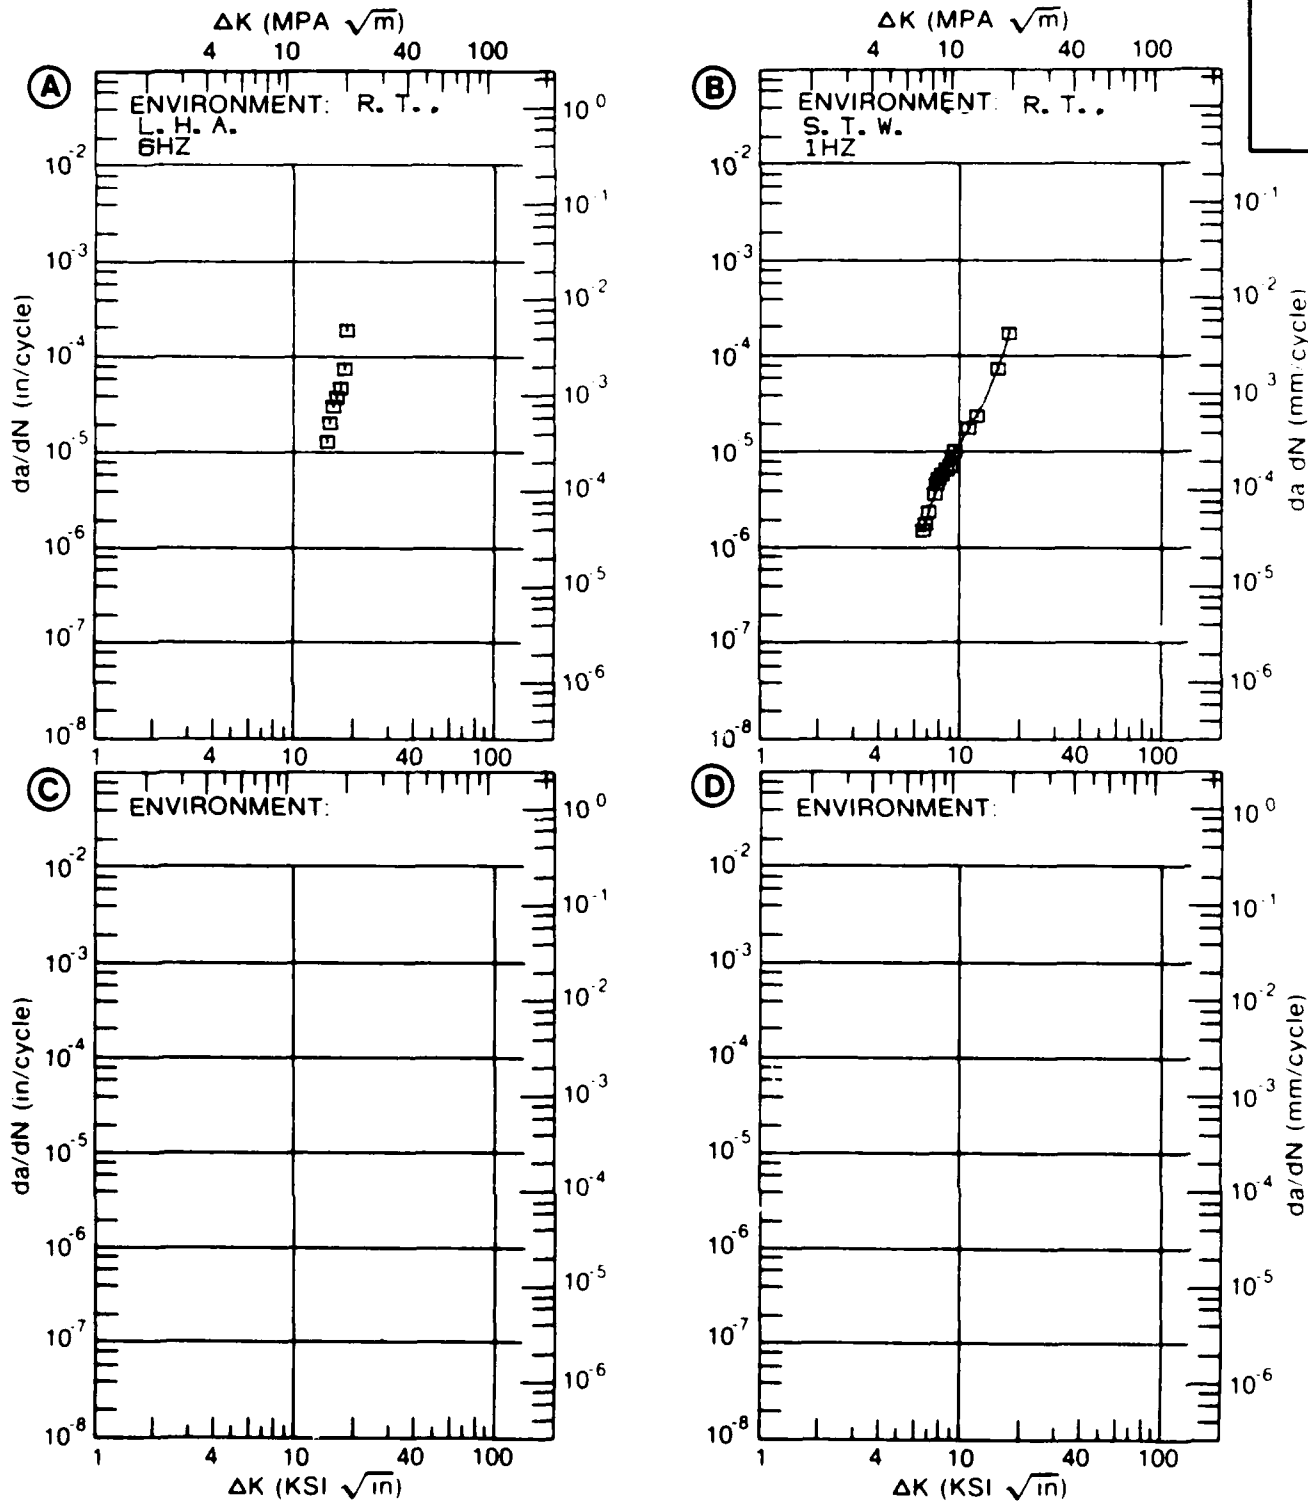 ΔK (MPA √m)
4 10 40 100
A
ENVIRONMENT: R. T. ,
L. H. A.
6HZ
10^0
10^-1
10^-2
10^-3
10^-4
10^-5
10^-6
10^-2
10^-3
10^-4
10^-5
10^-6
10^-7
10^-8
da/dN (in/cycle)
1 4 10 40 100
ΔK (MPA √m)
4 10 40 100
B
ENVIRONMENT: R. T. ,
S. T. W.
1HZ
10^-2
10^-3
10^-4
10^-5
10^-6
10^-7
10^-8
10^-1
10^-2
10^-3
10^-4
10^-5
10^-6
da dN (mm/cycle)
1 4 10 40 100
C
ENVIRONMENT:
10^-2
10^-3
10^-4
10^-5
10^-6
10^-7
10^-8
da/dN (in/cycle)
10^0
10^-1
10^-2
10^-3
10^-4
10^-5
10^-6
1 4 10 40 100
ΔK (KSI √in)
D
ENVIRONMENT:
10^-2
10^-3
10^-4
10^-5
10^-6
10^-7
10^-8
10^0
10^-1
10^-2
10^-3
10^-4
10^-5
10^-6
da/dN (mm/cycle)
1 4 10 40 100
ΔK (KSI √in)